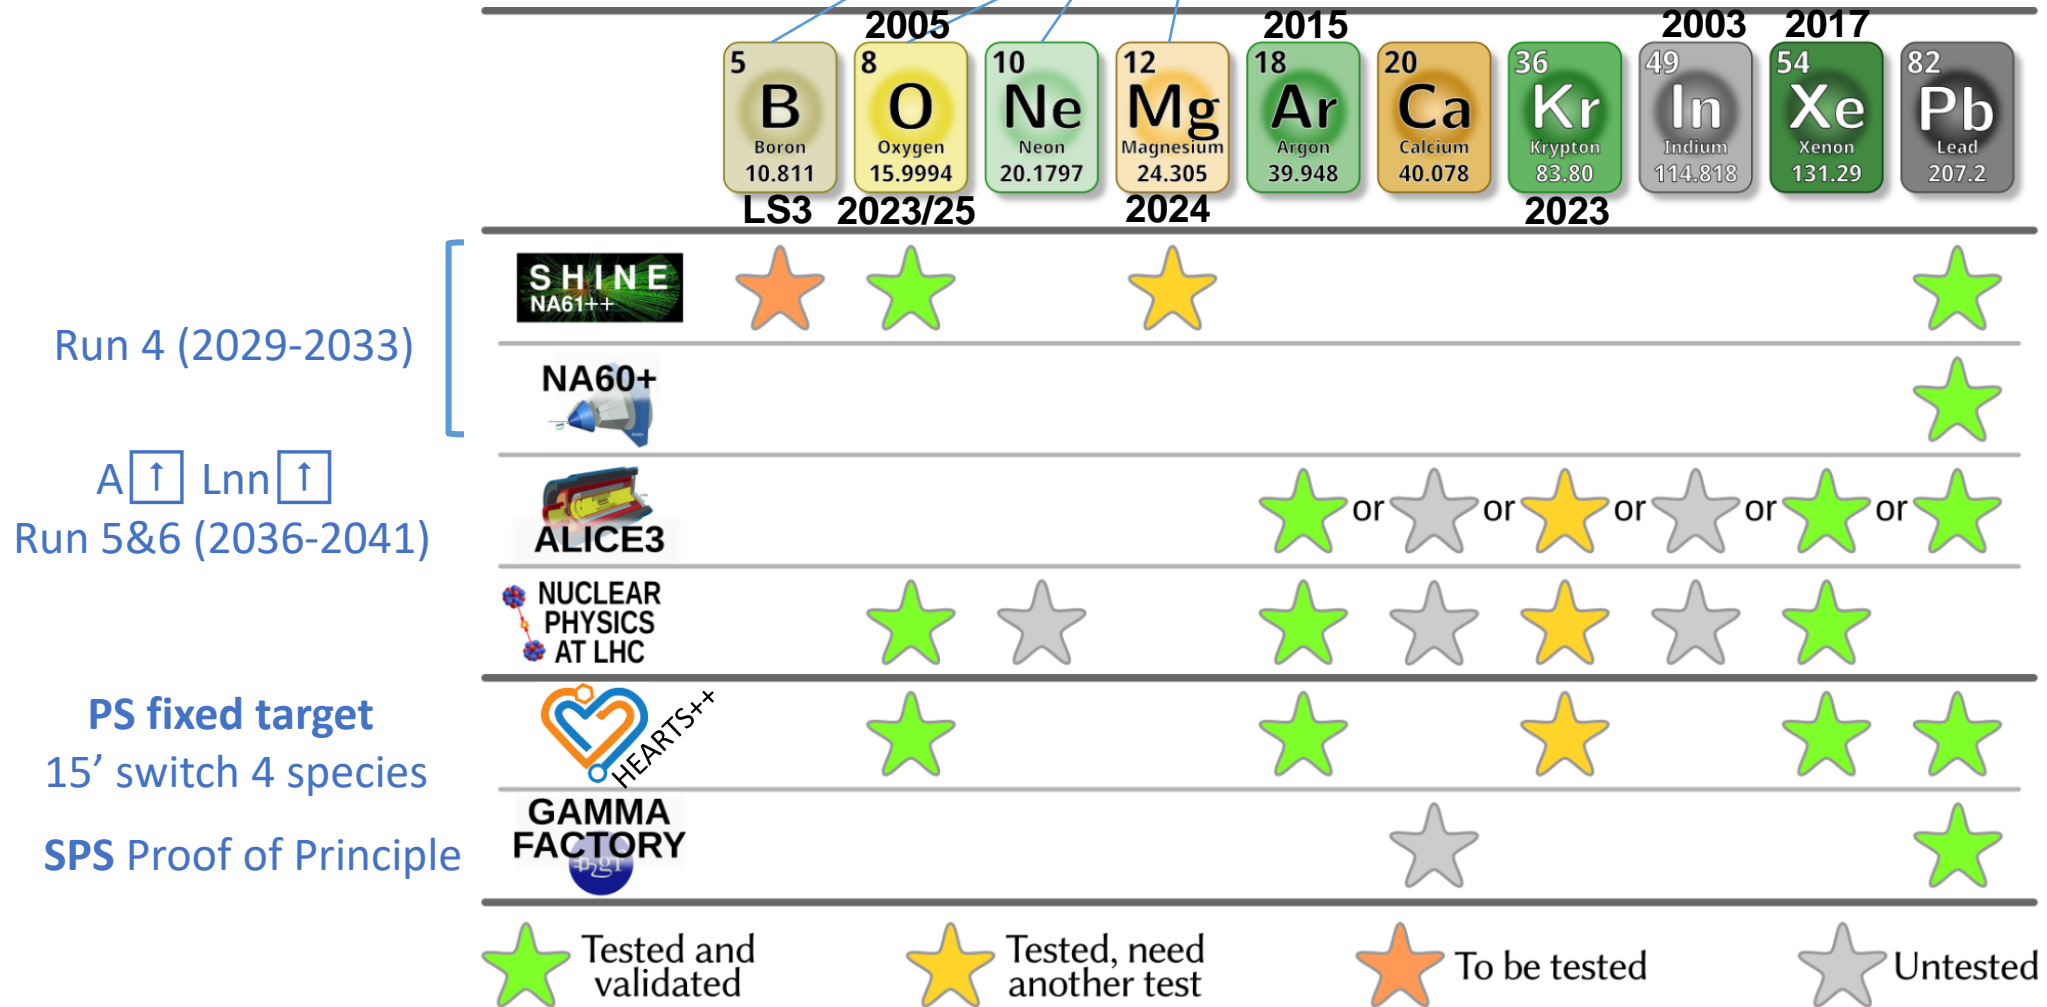 2005 2015 2003 2017
5 8 10 12 18 20 36 49 54 82
B O Ne Mg Ar Ca Kr In Xe Pb
Boron Oxygen Neon Magnesium Argon Calcium Krypton Indium Xenon Lead
10.811 15.9994 20.1797 24.305 39.948 40.078 83.80 114.818 131.29 207.2
LS3 2023/25 2024 2023
SHINE
NA61++
Run 4 (2029-2033)
NA60+
A ↑ Lnn ↑
Run 5&6 (2036-2041)
ALICE3
or or or or or
NUCLEAR
PHYSICS
AT LHC
PS fixed target
15’ switch 4 species
HEARTS++
SPS Proof of Principle
GAMMA
FACTORY
Tested and
validated
Tested, need
another test
To be tested
Untested